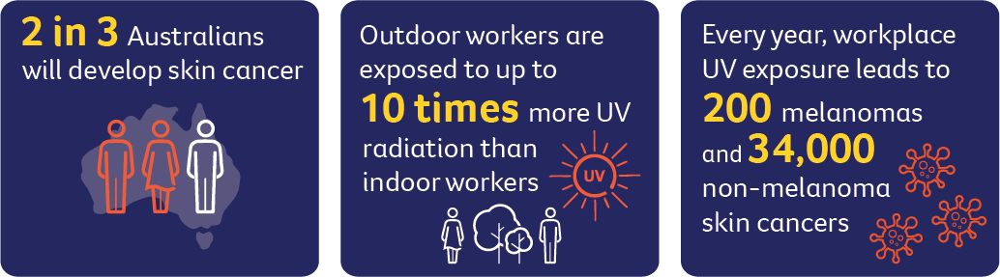 2 in 3 Australians
will develop skin cancer
Outdoor workers are
exposed to up to
10 times more UV
radiation than
indoor workers
UV
Every year, workplace
UV exposure leads to
200 melanomas
and 34,000
non-melanoma
skin cancers